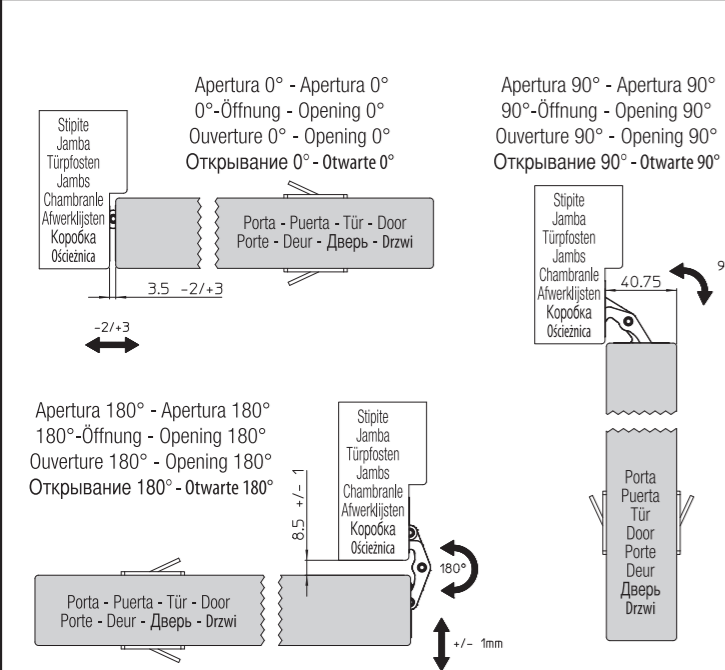 Apertura 0° - Apertura 0°
0°-Öffnung - Opening 0°
Ouverture 0° - Opening 0°
Открывание 0° - Otwarte 0°
Stipite
Jamba
Türpfosten
Jambs
Chambranle
Afwerklijsten
Коробка
Ościeżnica
Porta - Puerta - Tür - Door
Porte - Deur - Дверь - Drzwi
3.5 -2/+3
-2/+3
Apertura 90° - Apertura 90°
90°-Öffnung - Opening 90°
Ouverture 90° - Opening 90°
Открывание 90° - Otwarte 90°
Stipite
Jamba
Türpfosten
Jambs
Chambranle
Afwerklijsten
Коробка
Ościeżnica
40.75
9
Porta
Puerta
Tür
Door
Porte
Deur
Дверь
Drzwi
Apertura 180° - Apertura 180°
180°-Öffnung - Opening 180°
Ouverture 180° - Opening 180°
Открывание 180° - Otwarte 180°
Stipite
Jamba
Türpfosten
Jambs
Chambranle
Afwerklijsten
Коробка
Ościeżnica
8.5 +/- 1
180°
Porta - Puerta - Tür - Door
Porte - Deur - Дверь - Drzwi
+/- 1mm